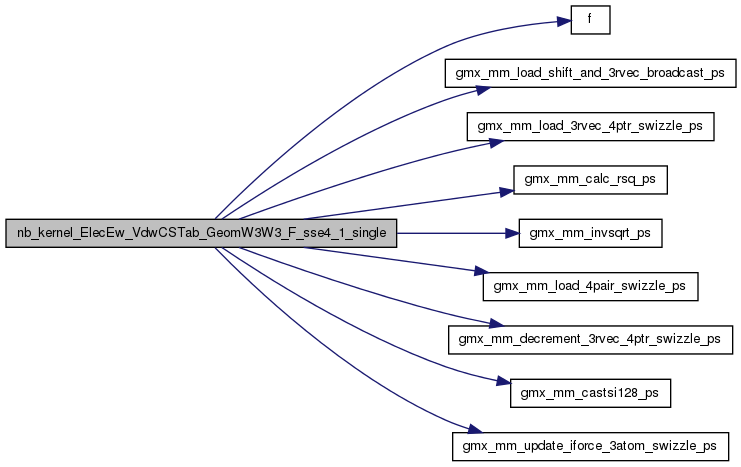 f
gmx_mm_load_shift_and_3rvec_broadcast_ps
gmx_mm_load_3rvec_4ptr_swizzle_ps
gmx_mm_calc_rsq_ps
nb_kernel_ElecEw_VdwCSTab_GeomW3W3_F_sse4_1_single
gmx_mm_invsqrt_ps
gmx_mm_load_4pair_swizzle_ps
gmx_mm_decrement_3rvec_4ptr_swizzle_ps
gmx_mm_castsi128_ps
gmx_mm_update_iforce_3atom_swizzle_ps